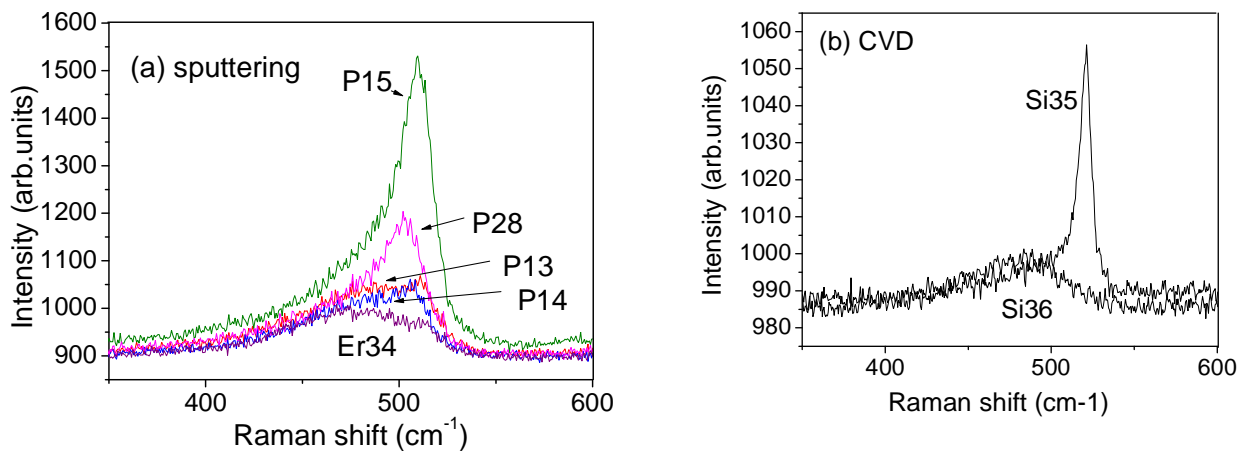 (a) sputtering
P15
P28
P13
P14
Er34
1600
1500
1400
1300
1200
1100
1000
900
400
500
600
Intensity (arb.units)
Raman shift (cm⁻¹)
(b) CVD
Si35
Si36
1060
1050
1040
1030
1020
1010
1000
990
980
400
500
600
Intensity (arb.units)
Raman shift (cm-1)